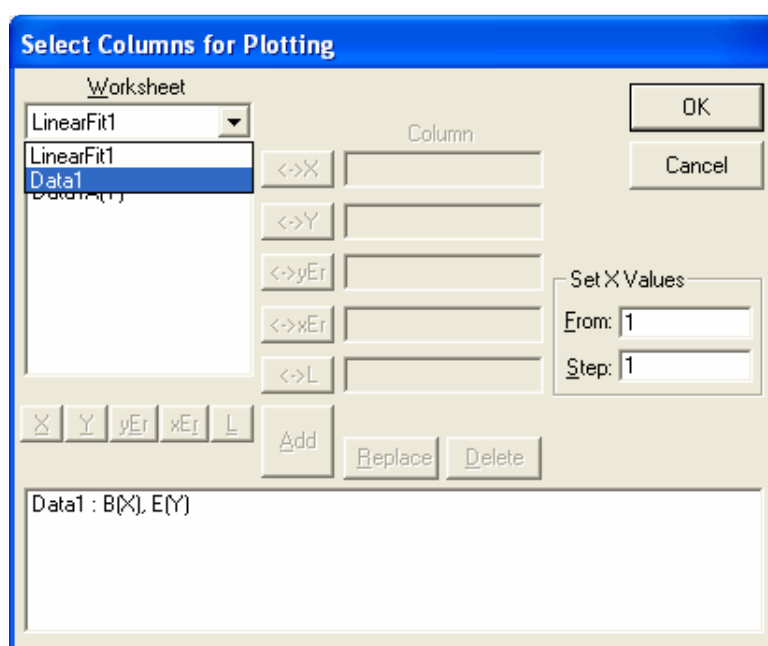 Select Columns for Plotting
Worksheet
LinearFit1
LinearFit1
Data1
Data1A(Y)
Column
<->X
<->Y
<->yEr
<->xEr
<->L
OK
Cancel
Set X Values
From: 1
Step: 1
X Y yEr xEr L
Add
Replace Delete
Data1 : B(X), E(Y)